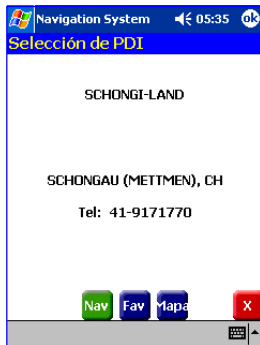 Navigation System 05:35 ok
Selección de PDI
SCHONGI-LAND
SCHONGAU (METTMEN), CH
Tel: 41-9171770
Nav Fav Mapa X